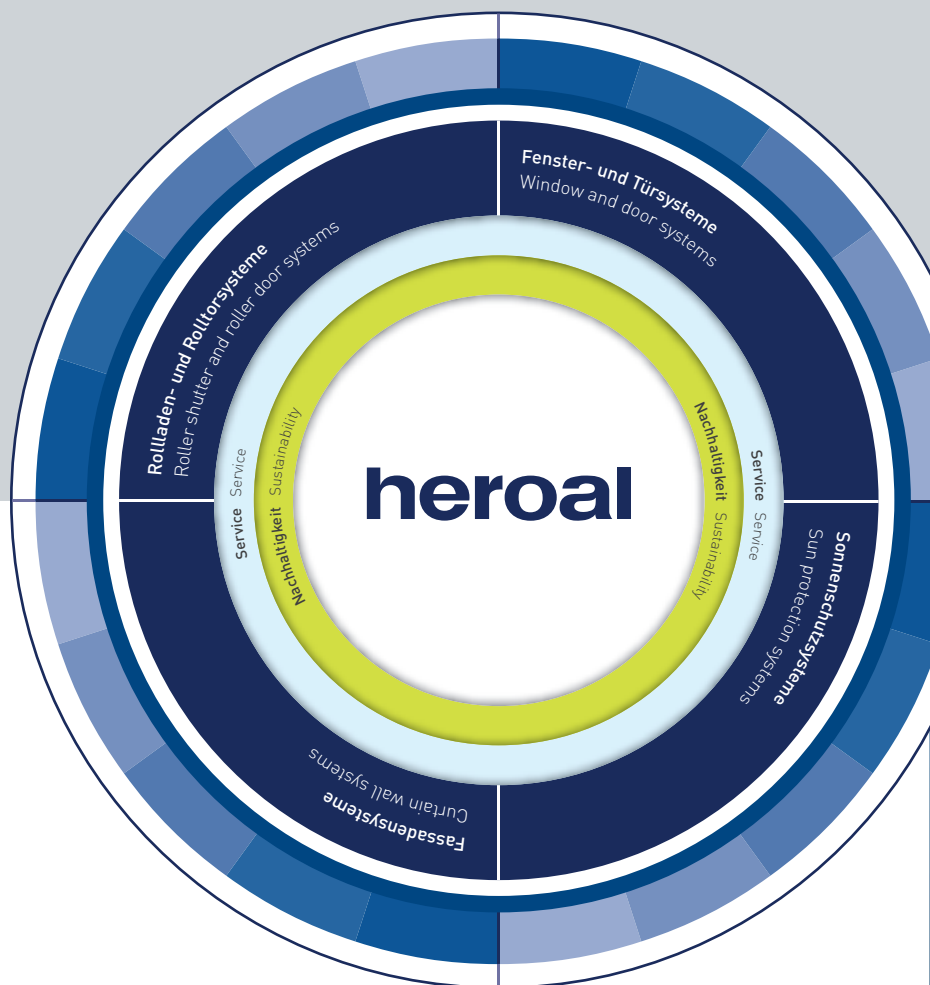 Fenster- und Türsysteme
Window and door systems
Rollladen- und Rolltorsysteme
Roller shutter and roller door systems
Service Service
Nachhaltigkeit Sustainability
heroal
Nachhaltigkeit Sustainability
Service Service
Sonnenschutzsysteme
Sun protection systems
Fassadensysteme
Curtain wall systems